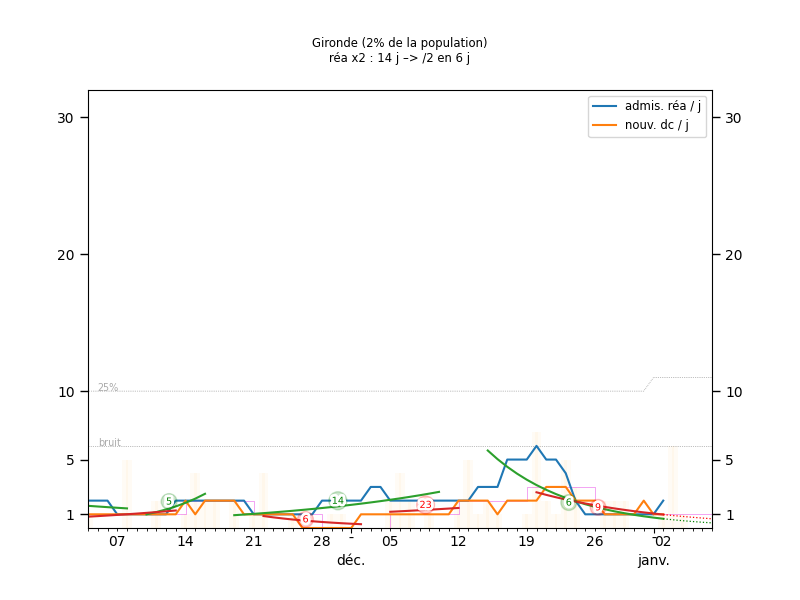 Gironde (2% de la population)
réa x2 : 14 j –> /2 en 6 j
admis. réa / j
nouv. dc / j
30 30
20 20
10 10
25%
bruit
5 5
1 1
5 6 14 23 6 9
07 14 21 28 - 05 12 19 26 - 02
déc. janv.